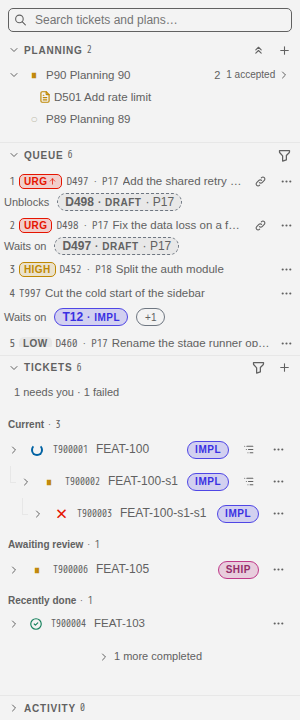 Search tickets and plans…
PLANNING 2
P90 Planning 90 2 1 accepted
D501 Add rate limit
P89 Planning 89
QUEUE 6
1 URG↑ D497 · P17 Add the shared retry …
Unblocks D498 · DRAFT · P17
2 URG D498 · P17 Fix the data loss on a f…
Waits on D497 · DRAFT · P17
3 HIGH D452 · P18 Split the auth module
4 T997 Cut the cold start of the sidebar
Waits on T12 · IMPL +1
5 LOW D460 · P17 Rename the stage runner op…
TICKETS 6
1 needs you · 1 failed
Current · 3
T900001 FEAT-100 IMPL
T900002 FEAT-100-s1 IMPL
T900003 FEAT-100-s1-s1 IMPL
Awaiting review · 1
T900006 FEAT-105 SHIP
Recently done · 1
T900004 FEAT-103
1 more completed
ACTIVITY 0